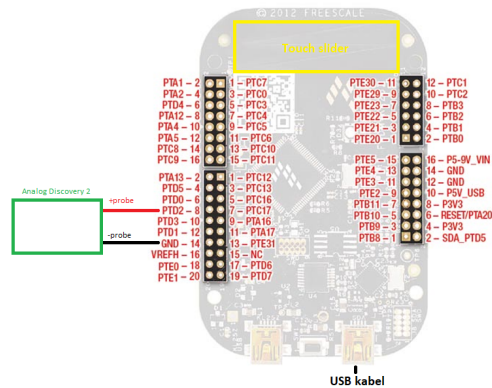 © 2012 FREESCALE
Touch slider
PTA1 – 2 1 – PTC7
PTA2 – 4 3 – PTC0
PTD4 – 6 5 – PTC3
PTA12 – 8 7 – PTC4
PTA4 – 10 9 – PTC5
PTA5 – 12 11 – PTC6
PTC8 – 14 13 – PTC10
PTC9 – 16 15 – PTC11
PTE30 – 11 12 – PTC1
PTE29 – 9 10 – PTC2
PTE23 – 7 8 – PTB3
PTE22 – 5 6 – PTB2
PTE21 – 3 4 – PTB1
PTE20 – 1 2 – PTB0
PTA13 – 2 1 – PTC12
PTD5 – 4 3 – PTC13
PTD0 – 6 5 – PTC16
PTD2 – 8 7 – PTC17
PTD3 – 10 9 – PTA16
PTD1 – 12 11 – PTA17
GND – 14 13 – PTE31
VREFH – 16 15 – NC
PTE0 – 18 17 – PTD6
PTE1 – 20 19 – PTD7
PTE5 – 15 16 – P5-9V_VIN
PTE4 – 13 14 – GND
PTE3 – 11 12 – GND
PTE2 – 9 10 – P5V_USB
PTB11 – 7 8 – P3V3
PTB10 – 5 6 – RESET/PTA20
PTB9 – 3 4 – P3V3
PTB8 – 1 2 – SDA_PTD5
Analog Discovery 2
+probe
-probe
USB kabel